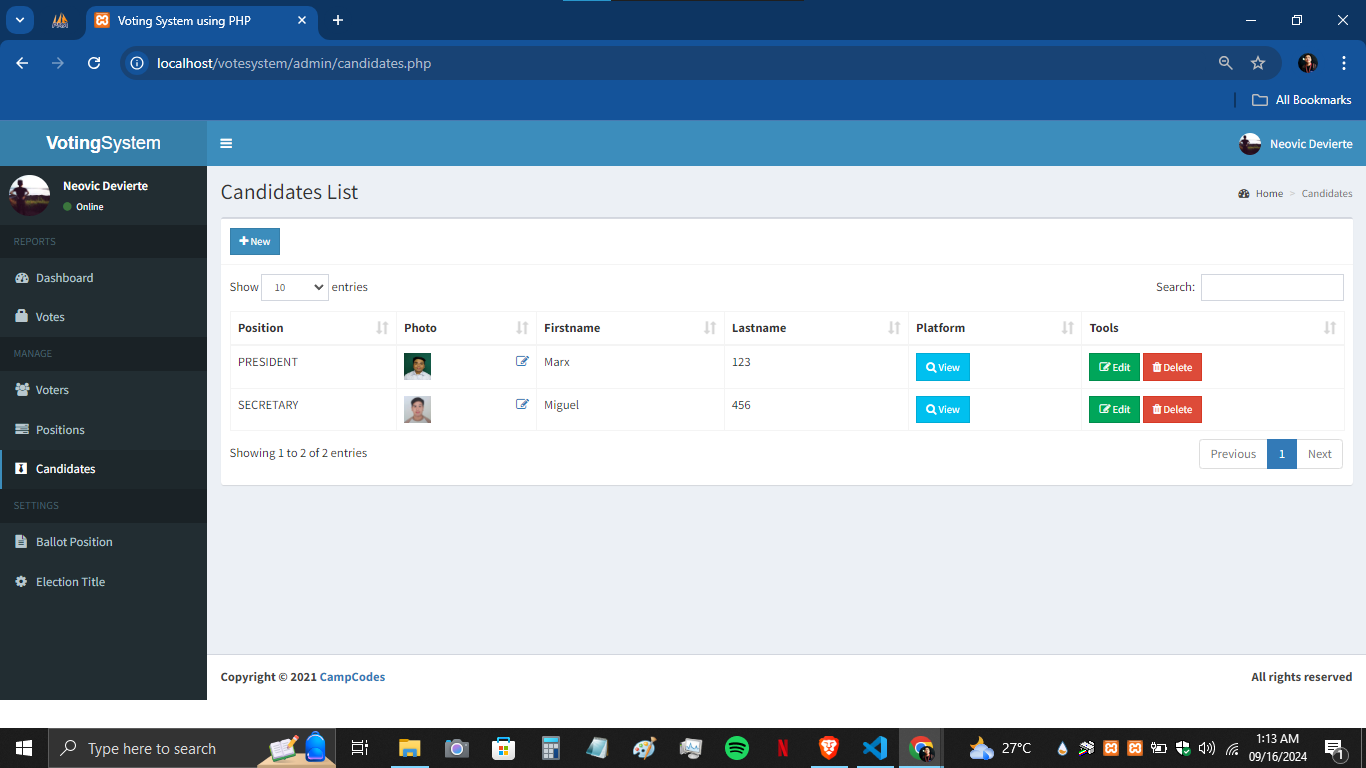 Voting System using PHP
localhost/votesystem/admin/candidates.php
All Bookmarks
VotingSystem
Neovic Devierte
Neovic Devierte
Online
Candidates List
Home > Candidates
REPORTS
Dashboard
Votes
MANAGE
Voters
Positions
Candidates
SETTINGS
Ballot Position
Election Title
New
Show 10 entries
Search:
Position Photo Firstname Lastname Platform Tools
PRESIDENT Marx 123 View Edit Delete
SECRETARY Miguel 456 View Edit Delete
Showing 1 to 2 of 2 entries
Previous 1 Next
Copyright © 2021 CampCodes
All rights reserved
Type here to search
27°C
1:13 AM
09/16/2024
1